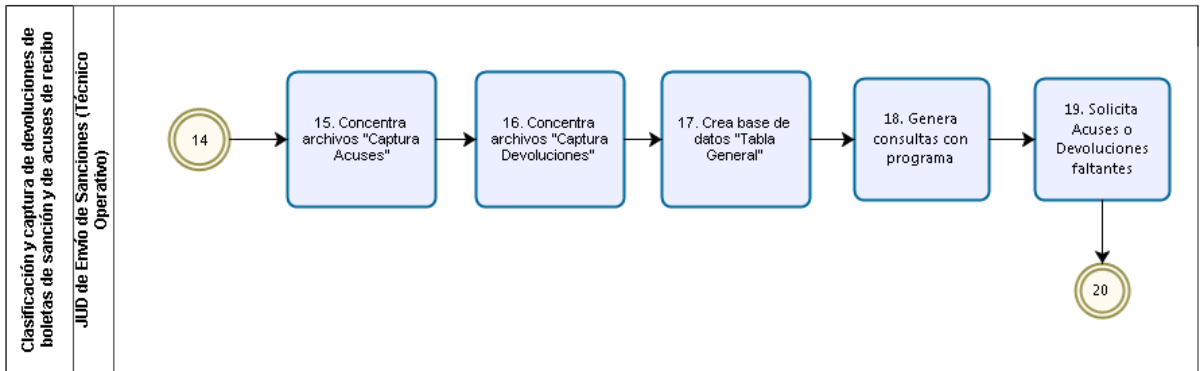 Clasificación y captura de devoluciones de
boletas de sanción y de acuses de recibo
JUD de Envío de Sanciones (Técnico
Operativo)
14
15. Concentra
archivos "Captura
Acuses"
16. Concentra
archivos "Captura
Devoluciones"
17. Crea base de
datos "Tabla
General"
18. Genera
consultas con
programa
19. Solicita
Acuses o
Devoluciones
faltantes
20